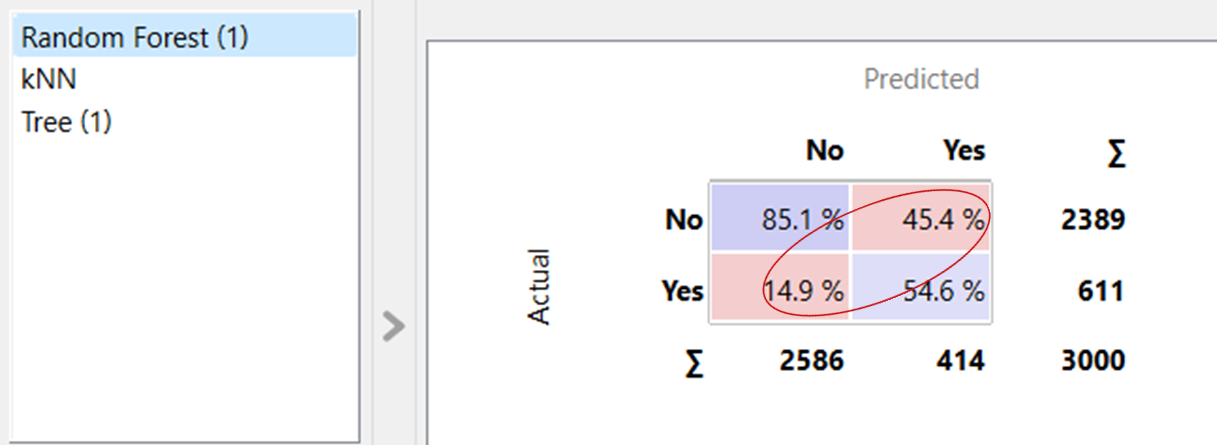 Random Forest (1)
kNN
Tree (1)
Predicted
No Yes ∑
No 85.1 % 45.4 % 2389
Actual
Yes 14.9 % 54.6 % 611
∑ 2586 414 3000